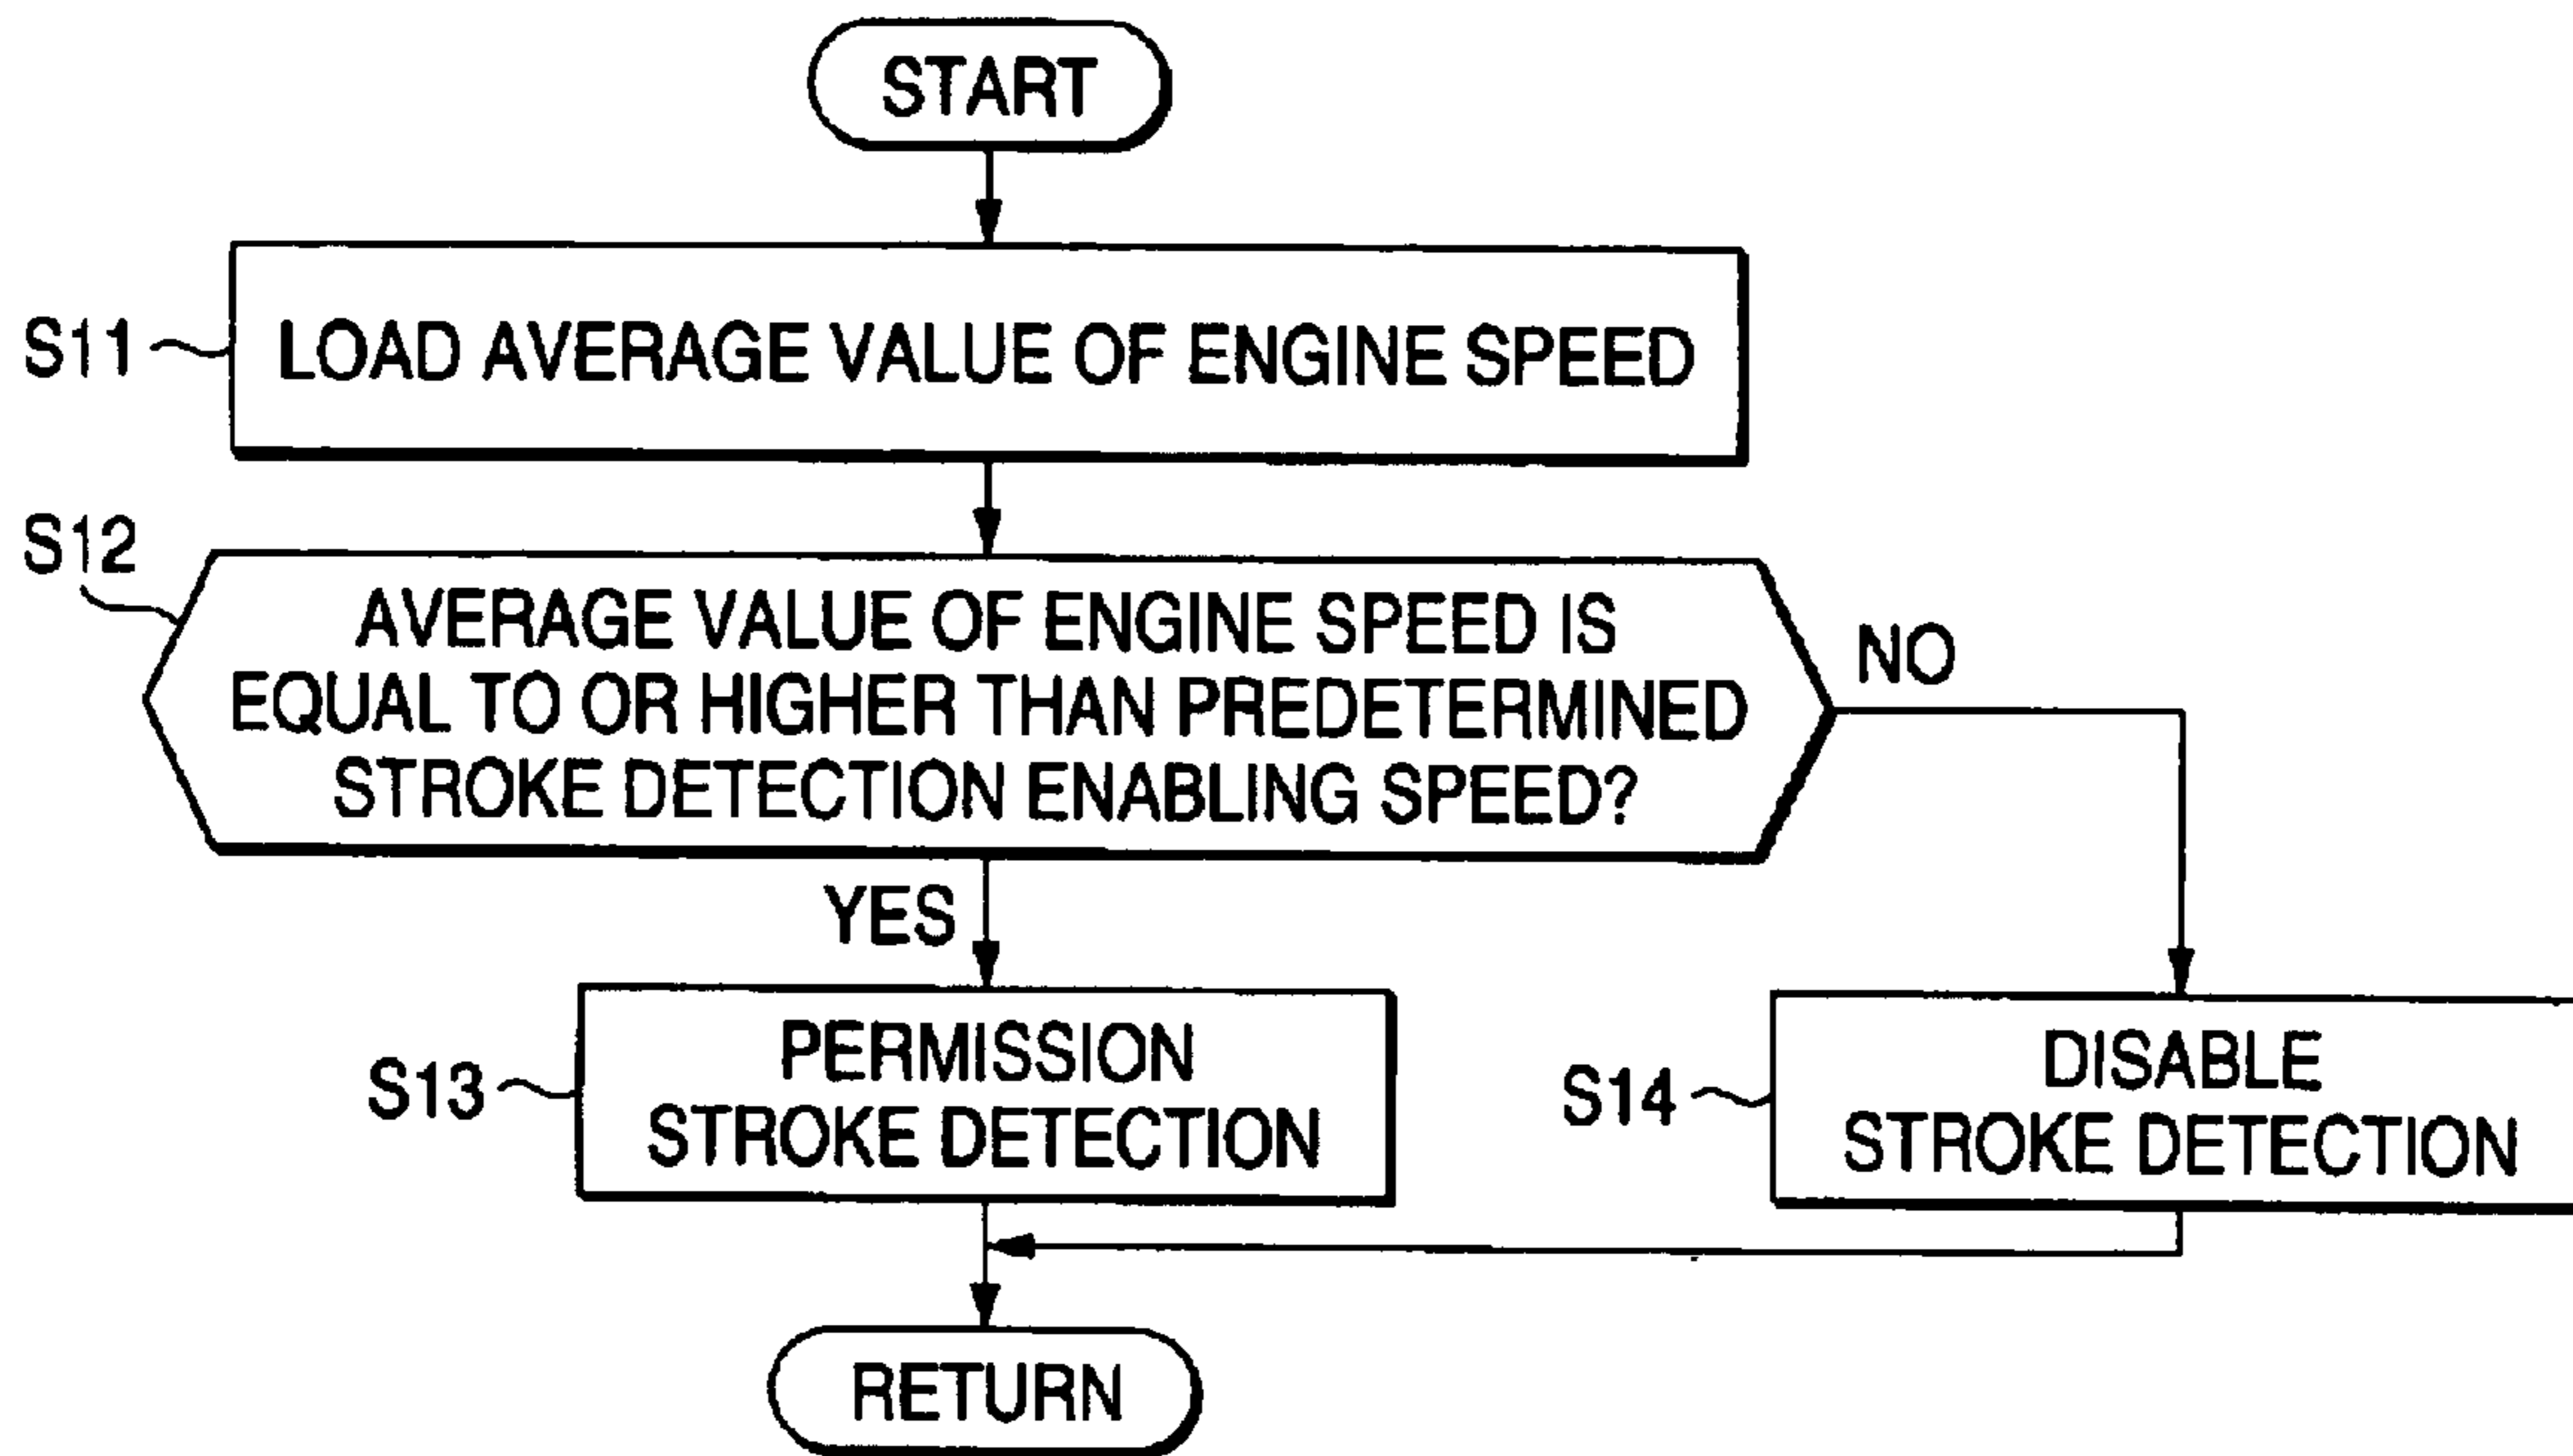 START
S11
LOAD AVERAGE VALUE OF ENGINE SPEED
S12
AVERAGE VALUE OF ENGINE SPEED IS
EQUAL TO OR HIGHER THAN PREDETERMINED
STROKE DETECTION ENABLING SPEED?
NO
YES
S13
PERMISSION
STROKE DETECTION
S14
DISABLE
STROKE DETECTION
RETURN